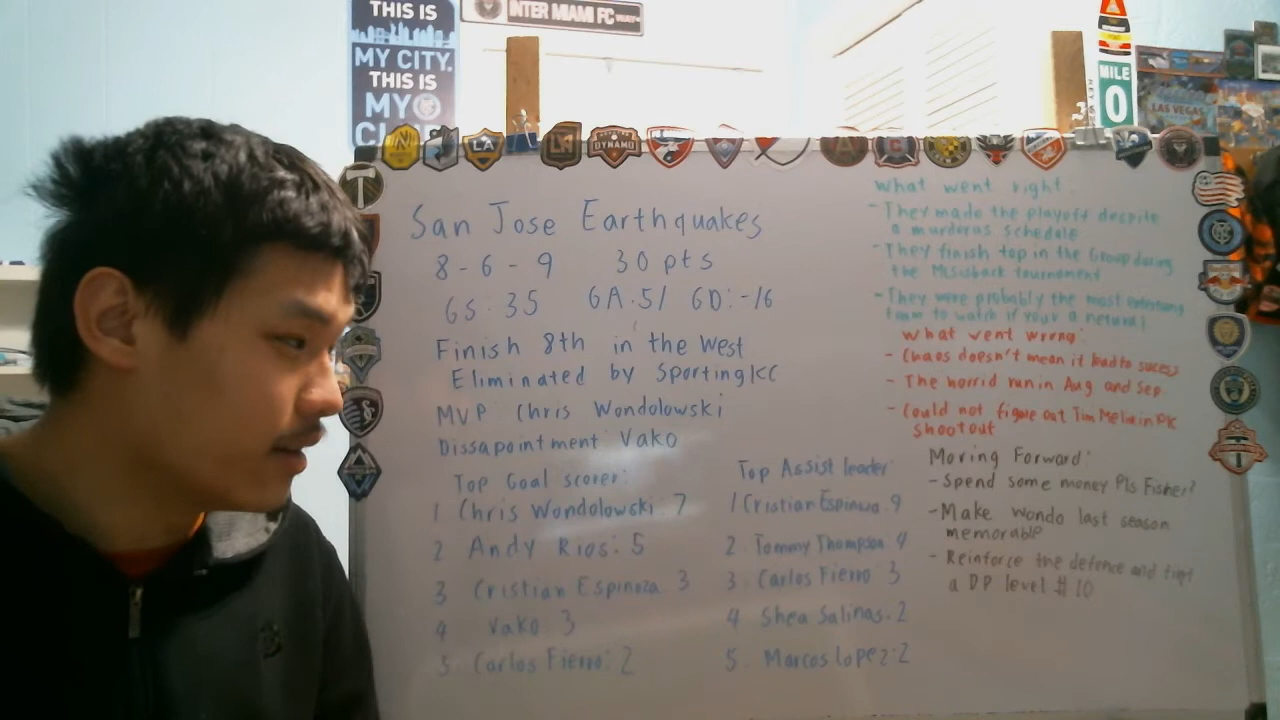 THIS IS
MY CITY.
THIS IS
MY
INTER MIAMI FC
MILE
0
LAS VEGAS
LA
DYNAMO
San Jose Earthquakes
8-6-9 30 pts
GS: 35 GA: 51 GD: -16
Finish 8th in the West
Eliminated by Sporting KC
MVP Chris Wondolowski
Dissapointment: Vako
Top Goal scorer:
1 Chris Wondolowski: 7
2 Andy Rios: 5
3 Cristian Espinoza 3
4 Vako 3
5. Carlos Fierro: 2
Top Assist leader:
1 Cristian Espinoza 9
2. Tommy Thompson 4
3. Carlos Fierro 3
4 Shea Salinas: 2
5. Marcos Lopez: 2
What went right:
- They made the playoff despite
a murderas schedule
- They finish top in the Group during
the MLSisback tournament
- They were probably the most
team to watch if your a netural
What went wrong:
- Chaos doesn't mean it lead to
- The horrid run in Aug and Sep
- Could not figure out Tim Melia in PK
shootout
Moving Forward:
- Spend some money Pls Fisher?
- Make wondo last season
memorable
- Reinforce the defence and
a DP level #10